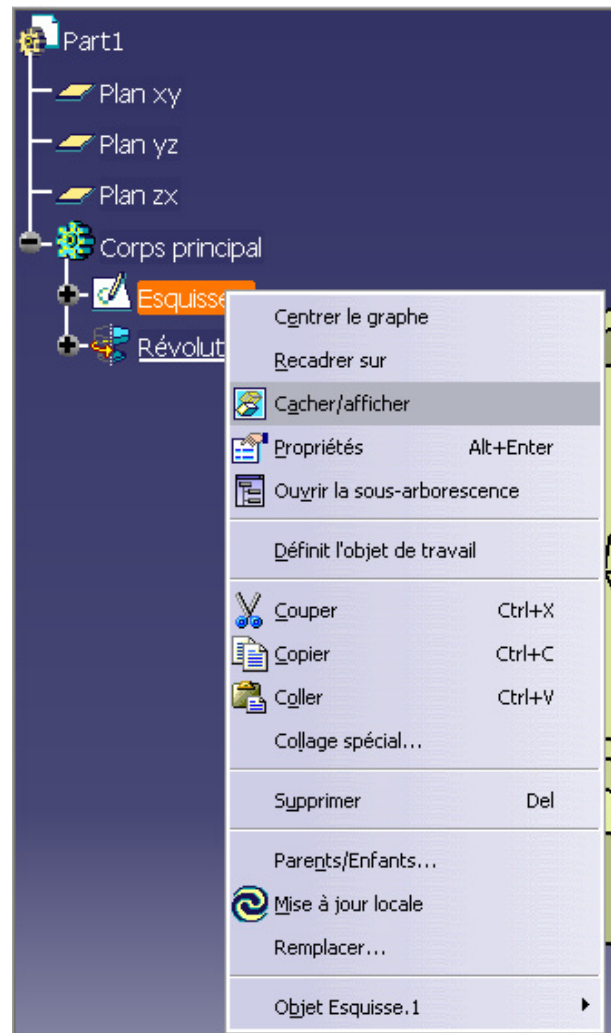 Part1
Plan xy
Plan yz
Plan zx
Corps principal
Esquisse
Révolut
Centrer le graphe
Recadrer sur
Cacher/afficher
Propriétés Alt+Enter
Ouvrir la sous-arborescence
Définit l'objet de travail
Couper Ctrl+X
Copier Ctrl+C
Coller Ctrl+V
Collage spécial...
Supprimer Del
Parents/Enfants...
Mise à jour locale
Remplacer...
Objet Esquisse.1